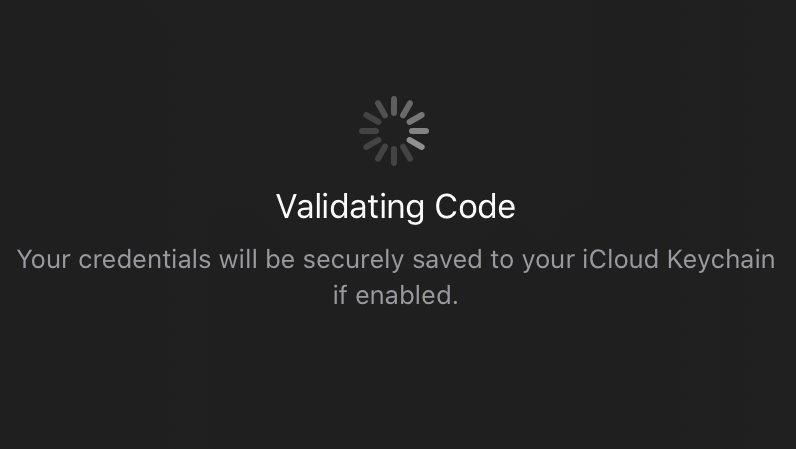 Validating Code
Your credentials will be securely saved to your iCloud Keychain
if enabled.